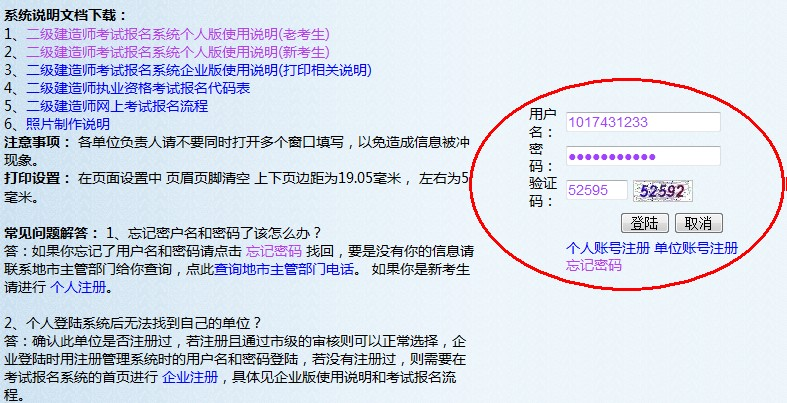 系统说明文档下载：
1、二级建造师考试报名系统个人版使用说明(老考生)
2、二级建造师考试报名系统个人版使用说明(新考生)
3、二级建造师考试报名系统企业版使用说明(打印相关说明)
4、二级建造师执业资格考试报名代码表
5、二级建造师网上考试报名流程
6、照片制作说明
注意事项： 各单位负责人请不要同时打开多个窗口填写，以免造成信息被冲
现象。
打印设置： 在页面设置中 页眉页脚清空 上下页边距为19.05毫米， 左右为5
毫米。
常见问题解答： 1、忘记密户名和密码了该怎么办？
答：如果你忘记了用户名和密码请点击 忘记密码 找回，要是没有你的信息请
联系地市主管部门给你查询，点此查询地市主管部门电话。 如果你是新考生
请进行 个人注册。
2、个人登陆系统后无法找到自己的单位？
答：确认此单位是否注册过，若注册且通过市级的审核则可以正常选择，企
业登陆时用注册管理系统时的用户名和密码登陆，若没有注册过，则需要在
考试报名系统的首页进行 企业注册，具体见企业版使用说明和考试报名流
程。
用户
名： 1017431233
密
码： ●●●●●●●●●●●
验证
码： 52595 52592
登陆 取消
个人账号注册 单位账号注册
忘记密码